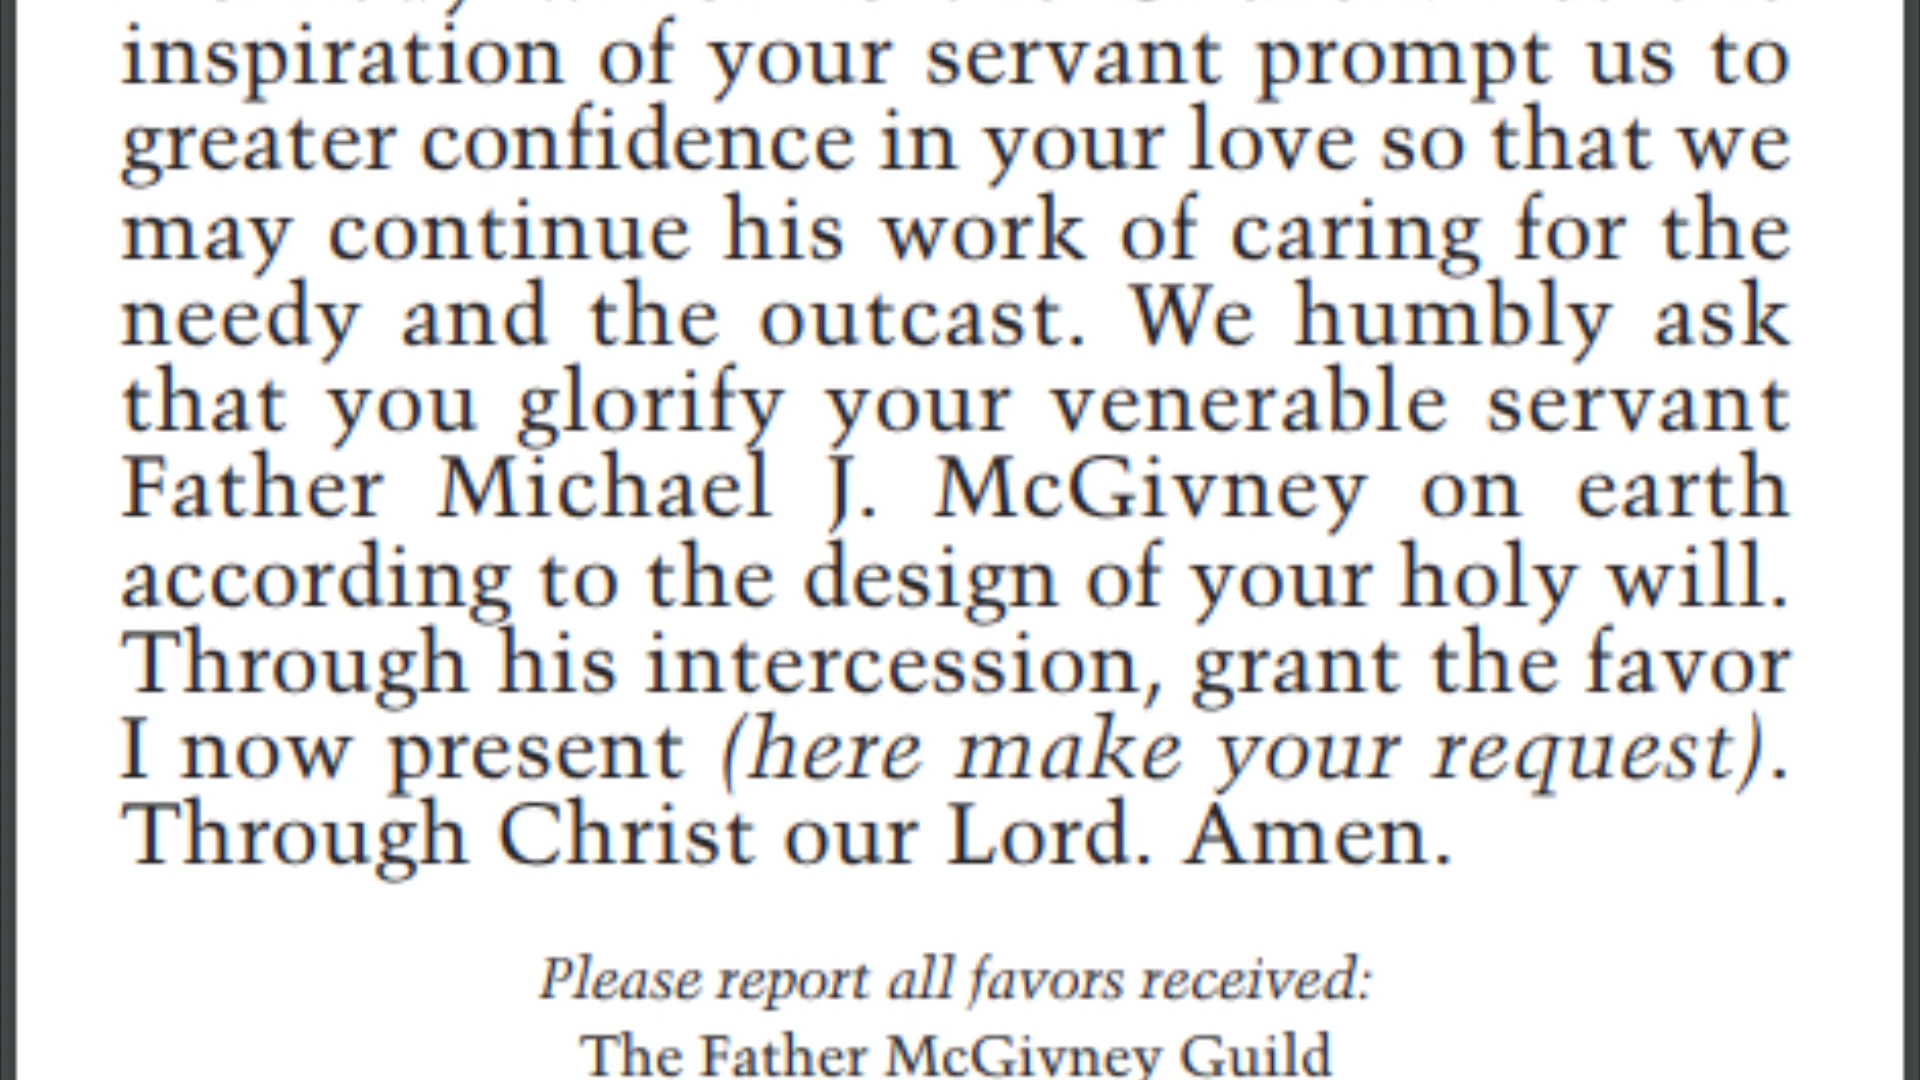 inspiration of your servant prompt us to
greater confidence in your love so that we
may continue his work of caring for the
needy and the outcast. We humbly ask
that you glorify your venerable servant
Father Michael J. McGivney on earth
according to the design of your holy will.
Through his intercession, grant the favor
I now present (here make your request).
Through Christ our Lord. Amen.
Please report all favors received:
The Father McGivney Guild